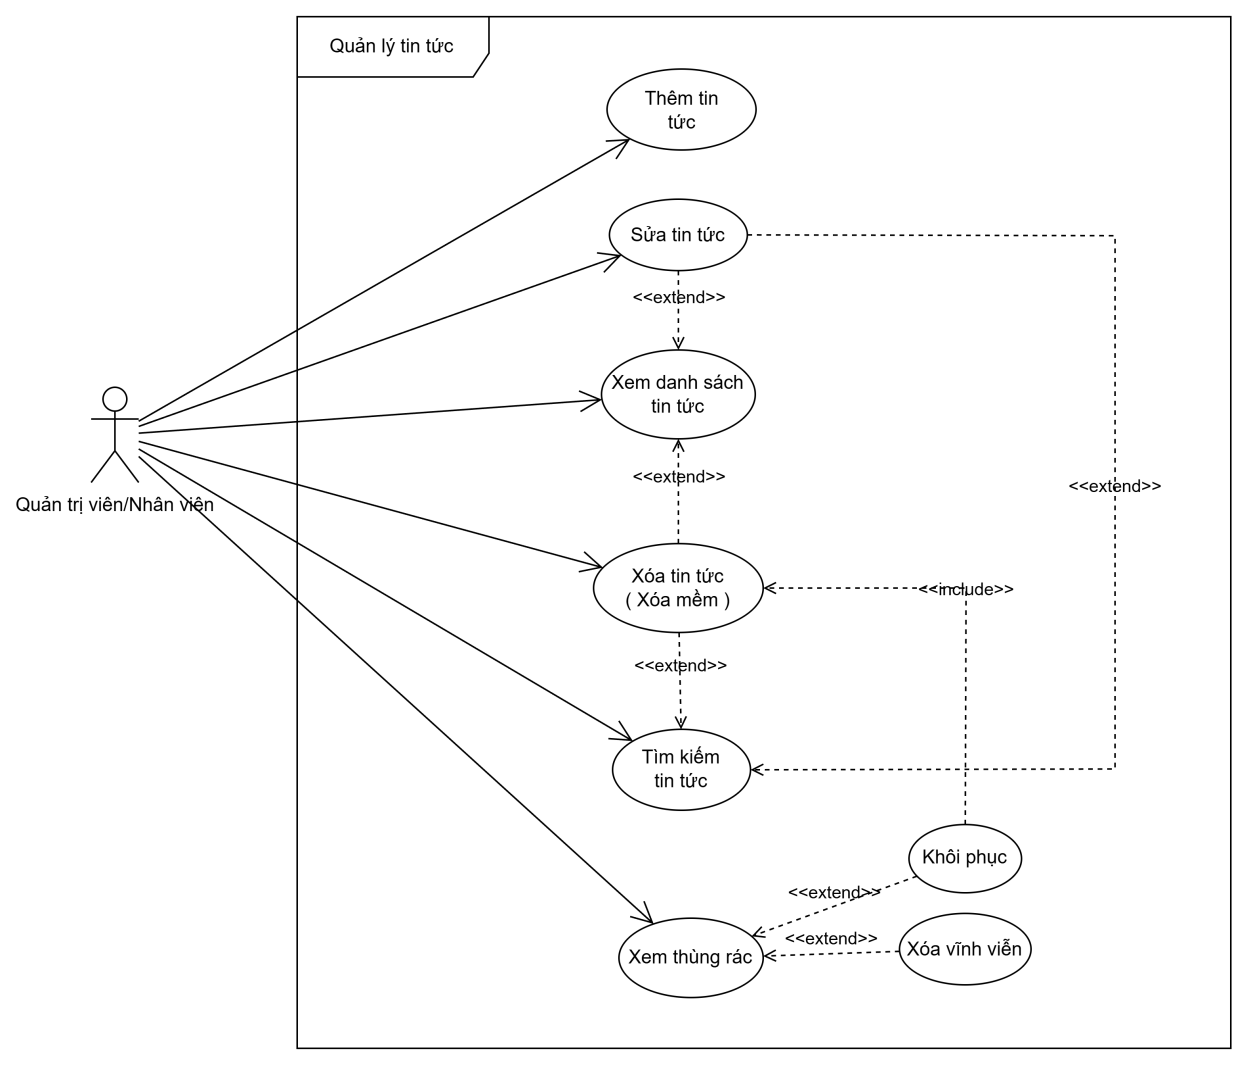 Quản lý tin tức
Thêm tin
tức
Sửa tin tức
<<extend>>
Xem danh sách
tin tức
<<extend>>
<<extend>>
Quản trị viên/Nhân viên
Xóa tin tức
( Xóa mềm )
<<include>>
<<extend>>
Tìm kiếm
tin tức
Khôi phục
<<extend>>
<<extend>>
Xem thùng rác
Xóa vĩnh viễn